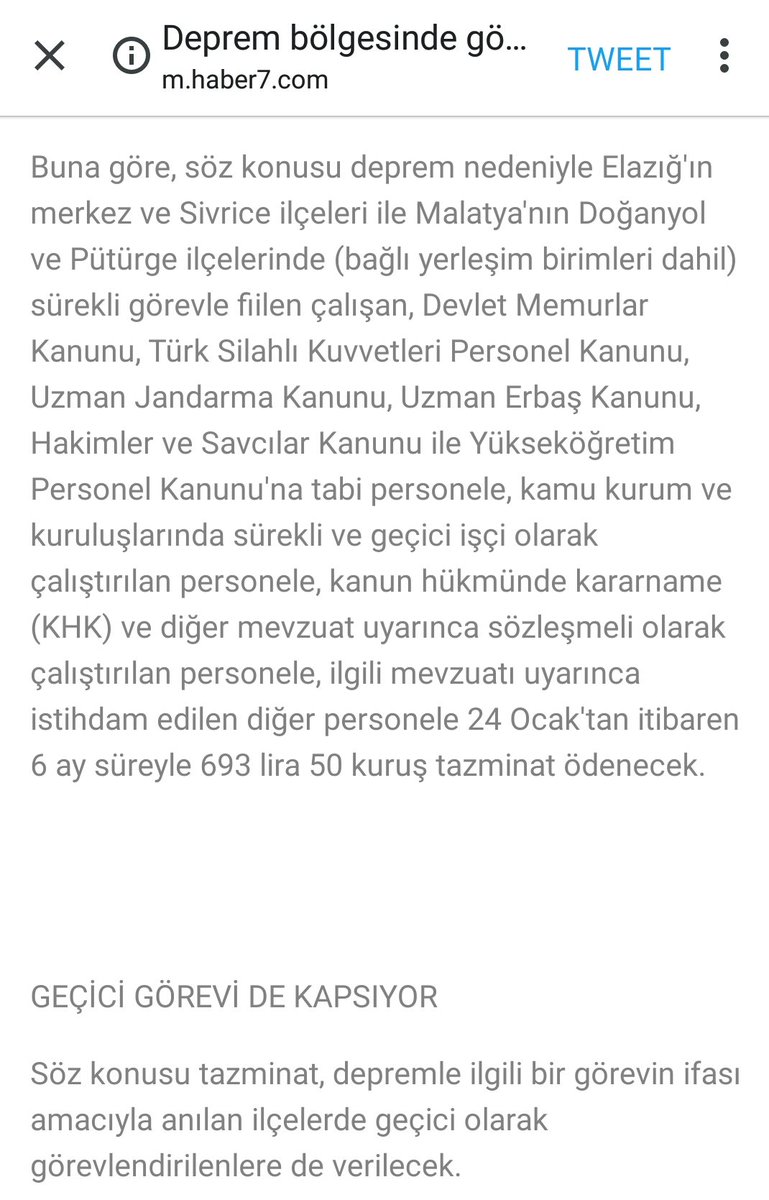 Deprem bölgesinde gö...
m.haber7.com
TWEET
Buna göre, söz konusu deprem nedeniyle Elazığ'ın
merkez ve Sivrice ilçeleri ile Malatya'nın Doğanyol
ve Pütürge ilçelerinde (bağlı yerleşim birimleri dahil)
sürekli görevle fiilen çalışan, Devlet Memurlar
Kanunu, Türk Silahlı Kuvvetleri Personel Kanunu,
Uzman Jandarma Kanunu, Uzman Erbaş Kanunu,
Hakimler ve Savcılar Kanunu ile Yükseköğretim
Personel Kanunu'na tabi personele, kamu kurum ve
kuruluşlarında sürekli ve geçici işçi olarak
çalıştırılan personele, kanun hükmünde kararname
(KHK) ve diğer mevzuat uyarınca sözleşmeli olarak
çalıştırılan personele, ilgili mevzuatı uyarınca
istihdam edilen diğer personele 24 Ocak'tan itibaren
6 ay süreyle 693 lira 50 kuruş tazminat ödenecek.
GEÇİCİ GÖREVİ DE KAPSIYOR
Söz konusu tazminat, depremle ilgili bir görevin ifası
amacıyla anılan ilçelerde geçici olarak
görevlendirilenlere de verilecek.